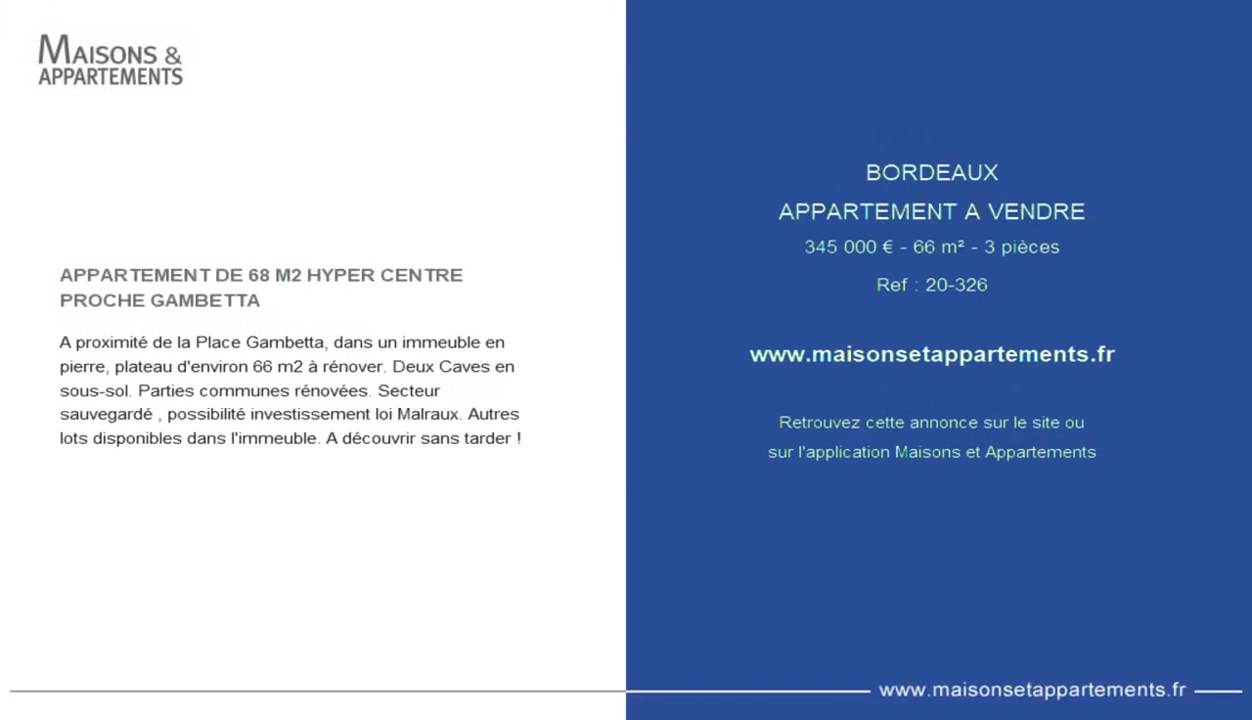 MAISONS &
APPARTEMENTS
APPARTEMENT DE 68 M2 HYPER CENTRE
PROCHE GAMBETTA
A proximité de la Place Gambetta, dans un immeuble en
pierre, plateau d'environ 66 m2 à rénover. Deux Caves en
sous-sol. Parties communes rénovées. Secteur
sauvegardé , possibilité investissement loi Malraux. Autres
lots disponibles dans l'immeuble. A découvrir sans tarder !
BORDEAUX
APPARTEMENT A VENDRE
345 000 € - 66 m² - 3 pièces
Ref : 20-326
www.maisonsetappartements.fr
Retrouvez cette annonce sur le site ou
sur l'application Maisons et Appartements
www.maisonsetappartements.fr